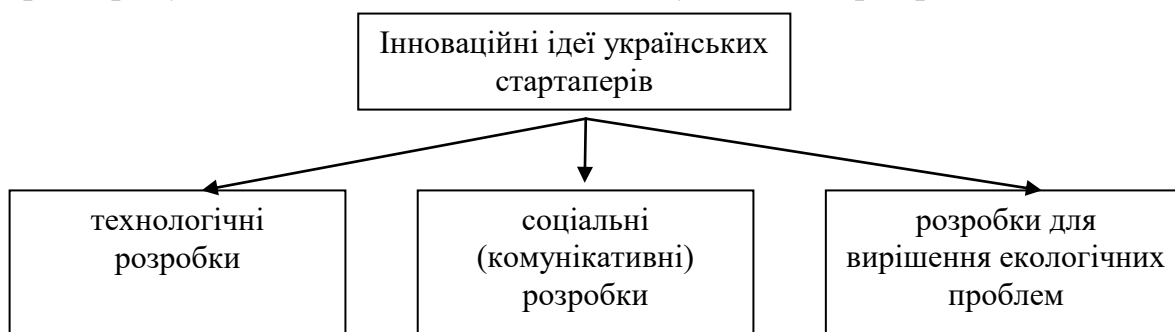 Інноваційні ідеї українських
стартаперів
технологічні
розробки
соціальні
(комунікативні)
розробки
розробки для
вирішення екологічних
проблем